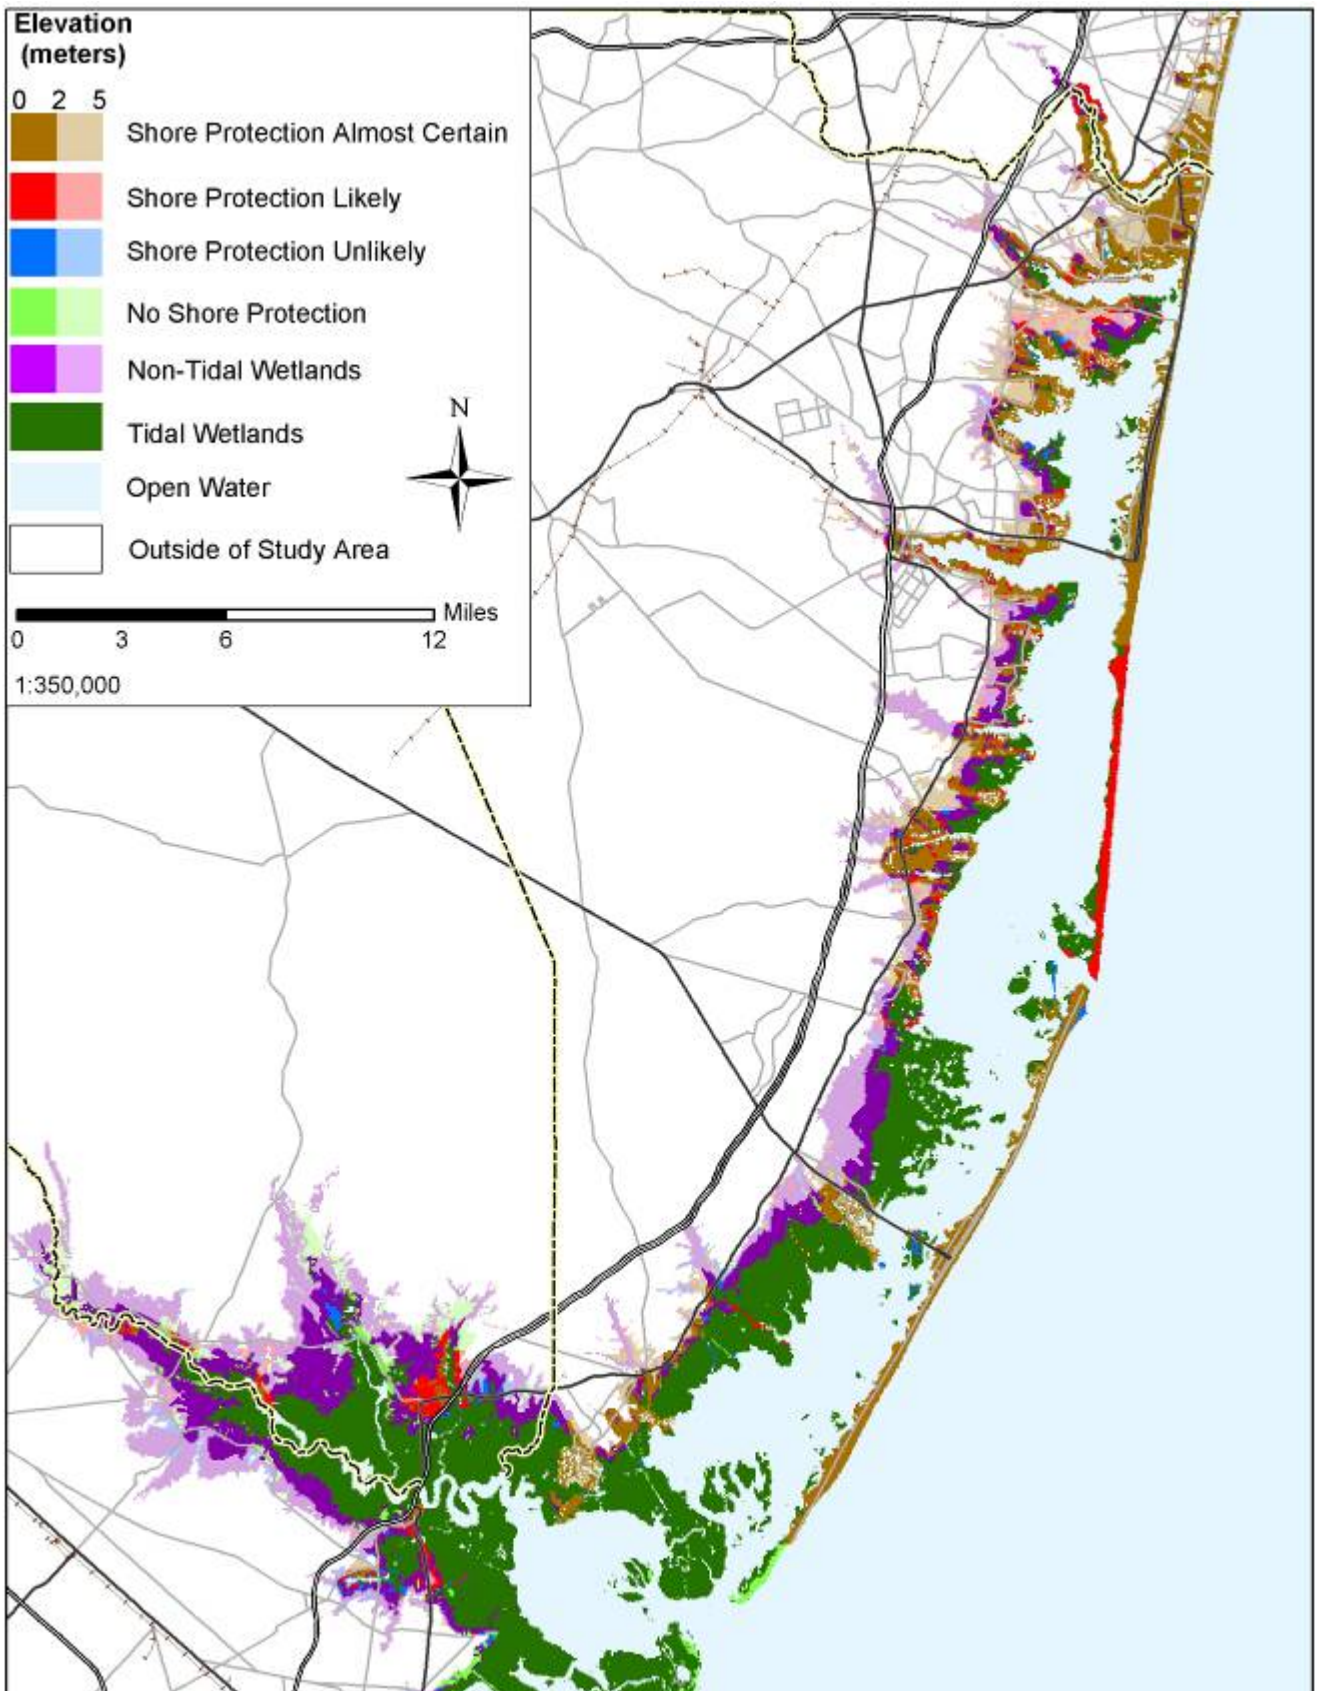 Elevation
(meters)
0 2 5
Shore Protection Almost Certain
Shore Protection Likely
Shore Protection Unlikely
No Shore Protection
Non-Tidal Wetlands
N
Tidal Wetlands
Open Water
Outside of Study Area
Miles
0 3 6 12
1:350,000